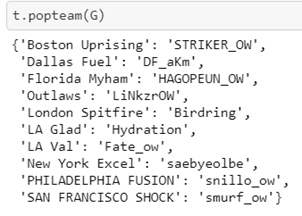 t.popteam(G)
{'Boston Uprising': 'STRIKER_OW',
'Dallas Fuel': 'DF_aKm',
'Florida Myham': 'HAGOPEUN_OW',
'Outlaws': 'LiNkzrOW',
'London Spitfire': 'Birdring',
'LA Glad': 'Hydration',
'LA Val': 'Fate_ow',
'New York Excel': 'saebyeolbe',
'PHILADELPHIA FUSION': 'snillo_ow',
'SAN FRANCISCO SHOCK': 'smurf_ow'}